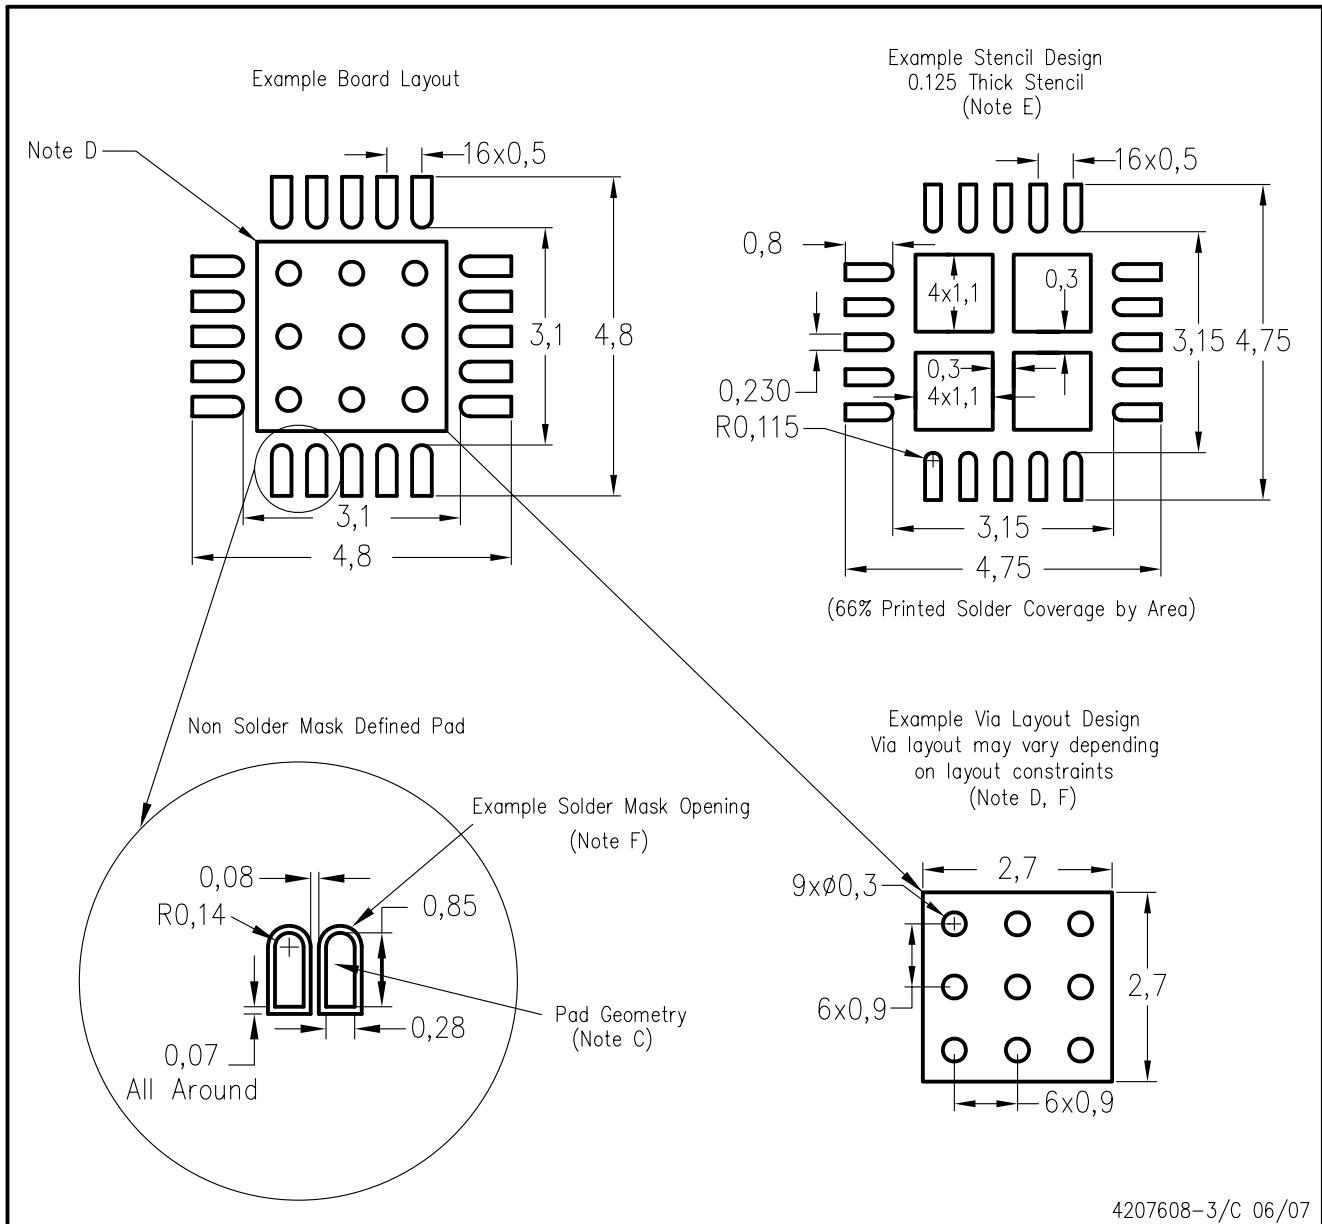 Example Board Layout
Note D
16x0,5
3,1
4,8
3,1
4,8
Example Stencil Design
0.125 Thick Stencil
(Note E)
16x0,5
0,8
4x1,1
0,3
3,15
4,75
0,3
4x1,1
0,230
R0,115
3,15
4,75
(66% Printed Solder Coverage by Area)
Non Solder Mask Defined Pad
Example Solder Mask Opening
(Note F)
0,08
R0,14
0,85
Pad Geometry
(Note C)
0,28
0,07
All Around
Example Via Layout Design
Via layout may vary depending
on layout constraints
(Note D, F)
2,7
9xø0,3
6x0,9
2,7
6x0,9
4207608-3/C 06/07